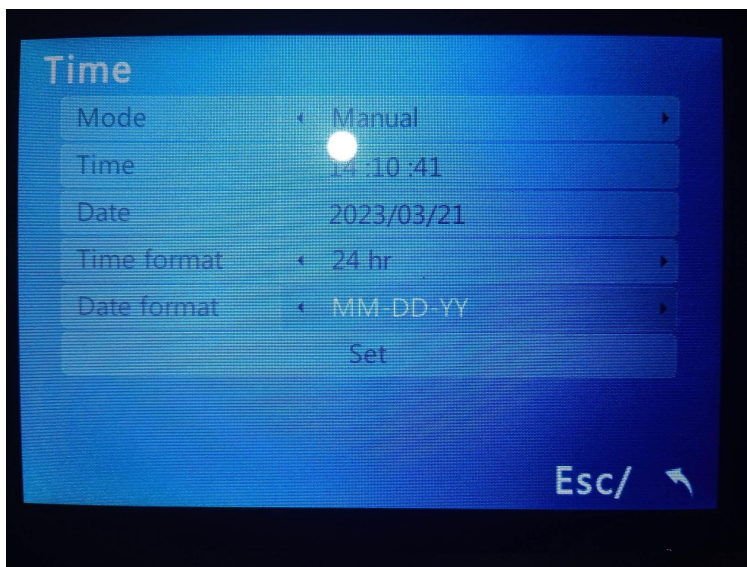 Time
Mode Manual
Time 14 :10 :41
Date 2023/03/21
Time format 24 hr
Date format MM-DD-YY
Set
Esc/